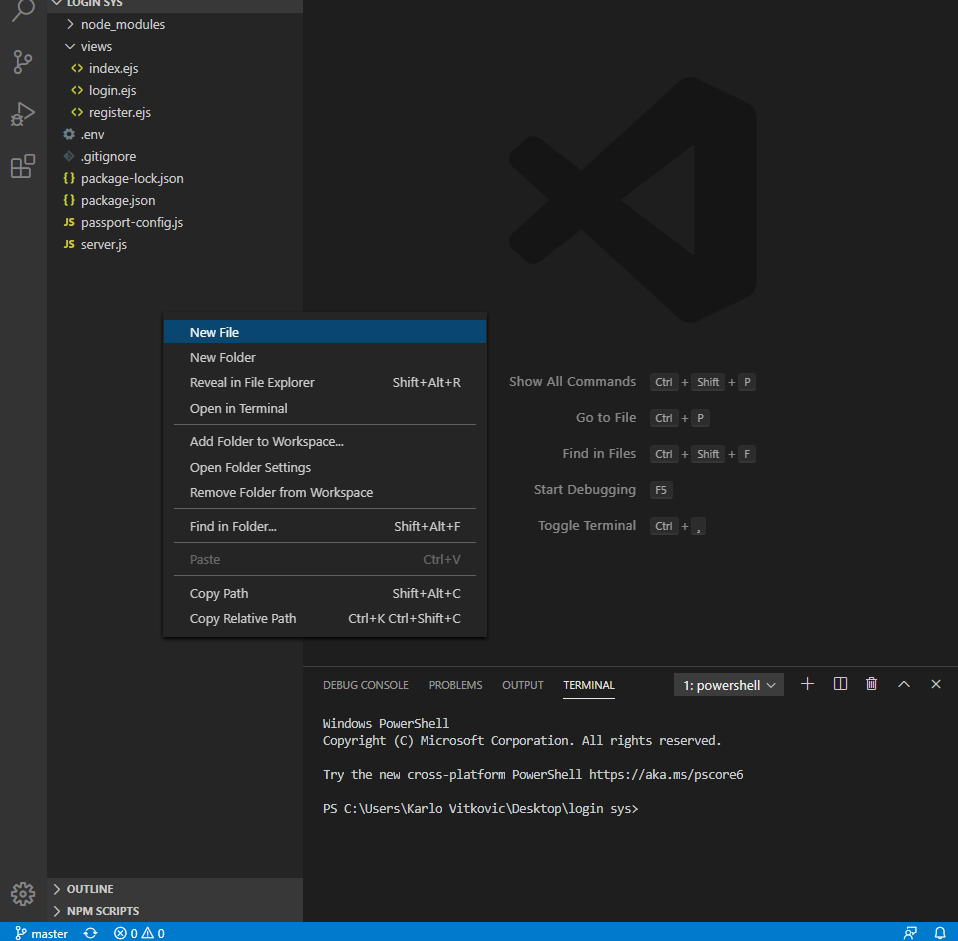 LOGIN SYS
node_modules
views
index.ejs
login.ejs
register.ejs
.env
.gitignore
{} package-lock.json
{} package.json
JS passport-config.js
JS server.js
New File
New Folder
Reveal in File Explorer Shift+Alt+R
Open in Terminal
Add Folder to Workspace...
Open Folder Settings
Remove Folder from Workspace
Find in Folder... Shift+Alt+F
Paste Ctrl+V
Copy Path Shift+Alt+C
Copy Relative Path Ctrl+K Ctrl+Shift+C
Show All Commands Ctrl + Shift + P
Go to File Ctrl + P
Find in Files Ctrl + Shift + F
Start Debugging F5
Toggle Terminal Ctrl + ,
DEBUG CONSOLE PROBLEMS OUTPUT TERMINAL 1: powershell
Windows PowerShell
Copyright (C) Microsoft Corporation. All rights reserved.
Try the new cross-platform PowerShell https://aka.ms/pscore6
PS C:\Users\Karlo Vitkovic\Desktop\login sys>
OUTLINE
NPM SCRIPTS
master 0 0